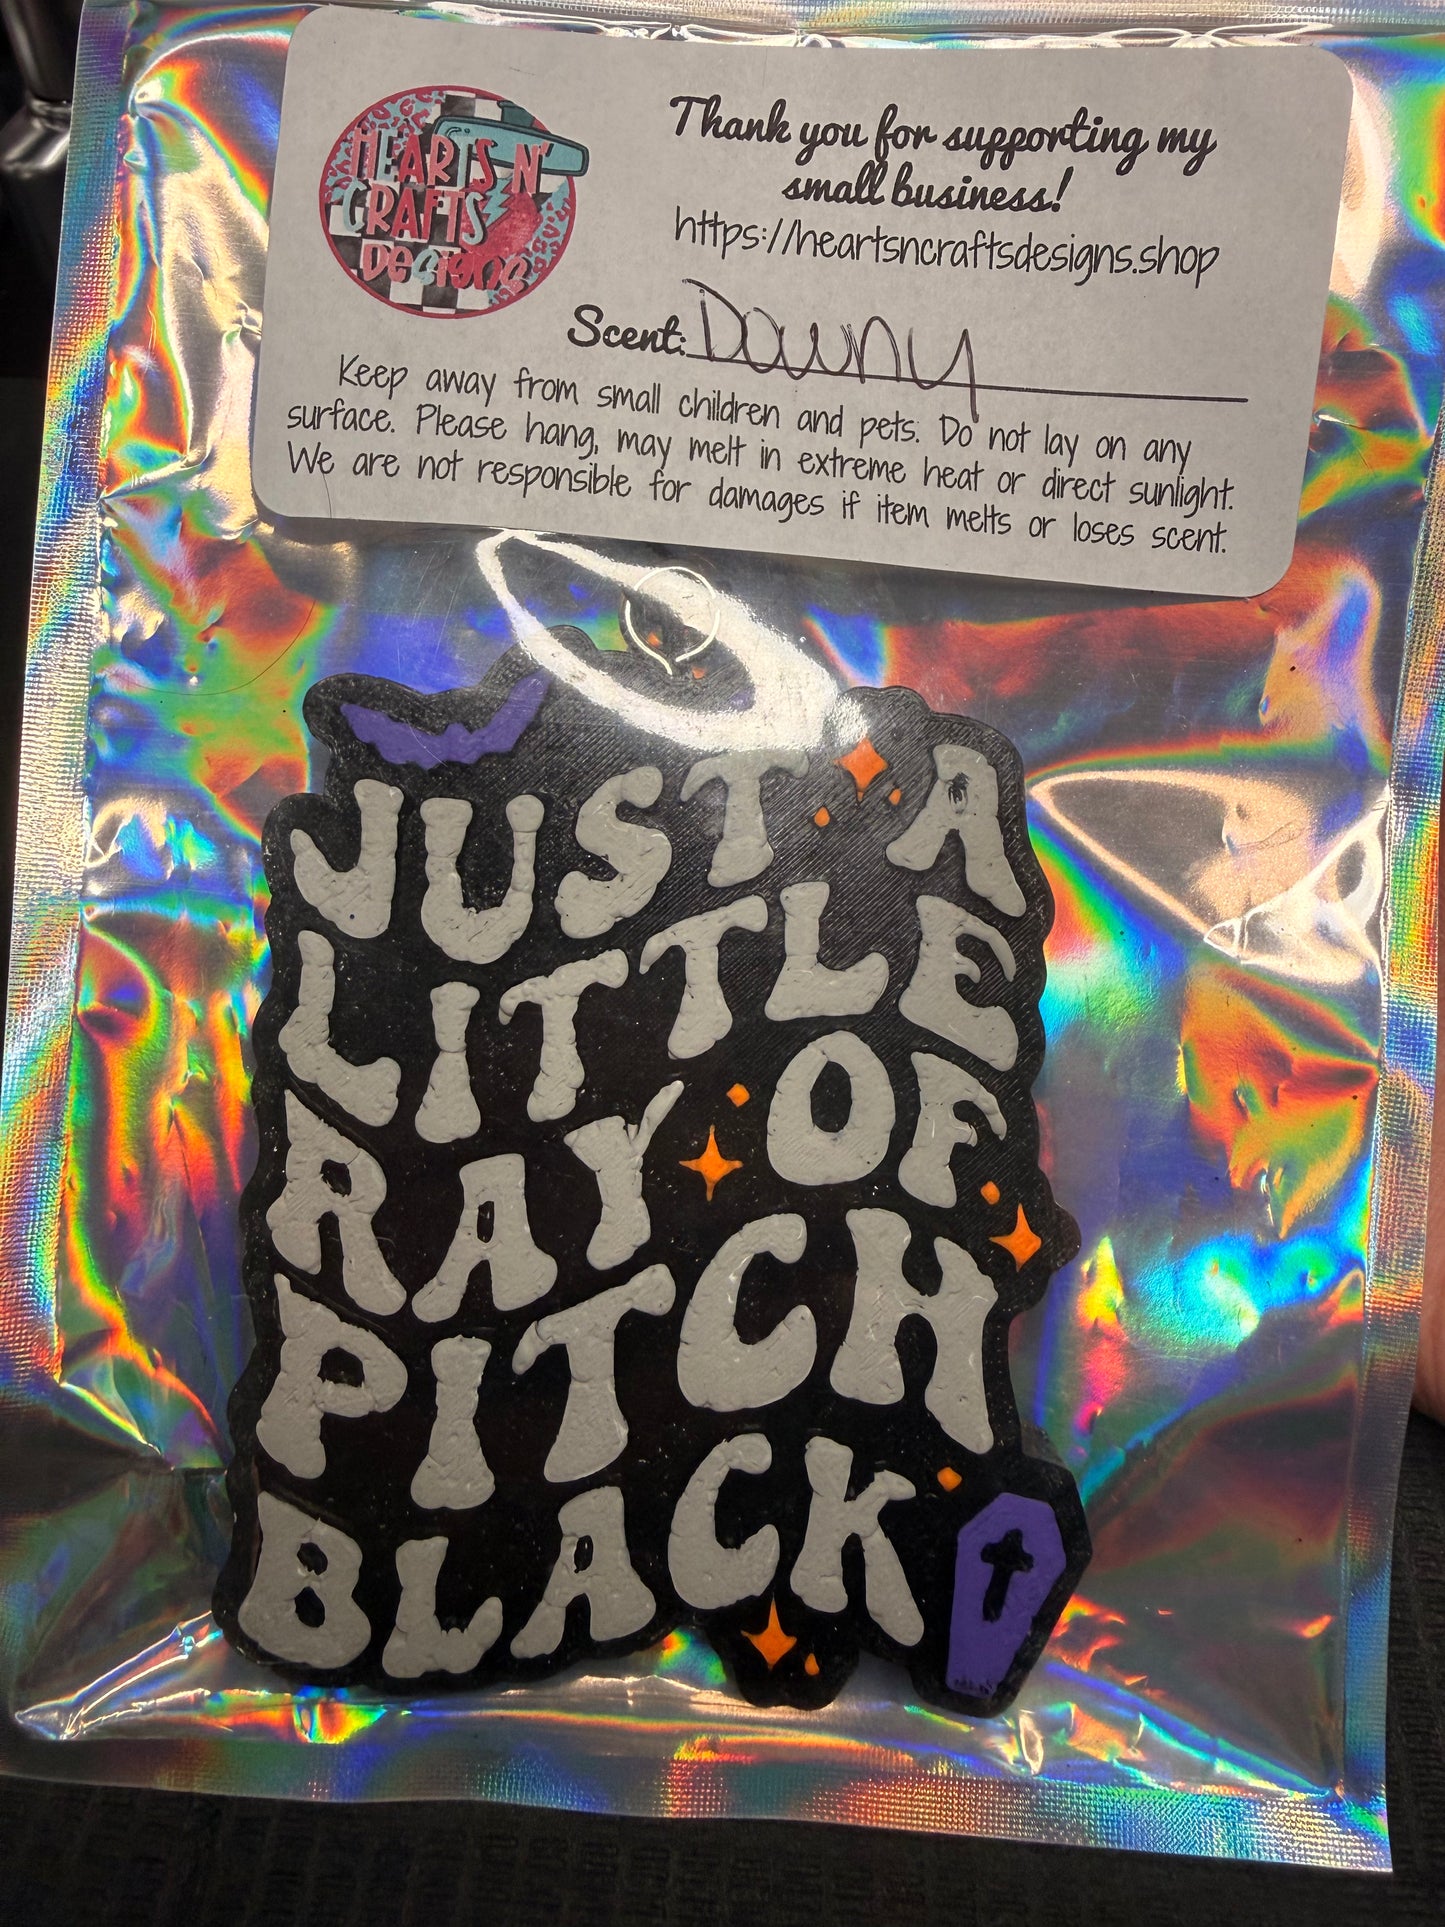 HEARTS N'
CRAFTS
DESIGNS
Thank you for supporting my
small business!
https://heartsncraftsdesigns.shop
Scent: Downy
Keep away from small children and pets. Do not lay on any
surface. Please hang, may melt in extreme heat or direct sunlight.
We are not responsible for damages if item melts or loses scent.
JUST A
LITTLE
RAY OF
PITCH
BLACK